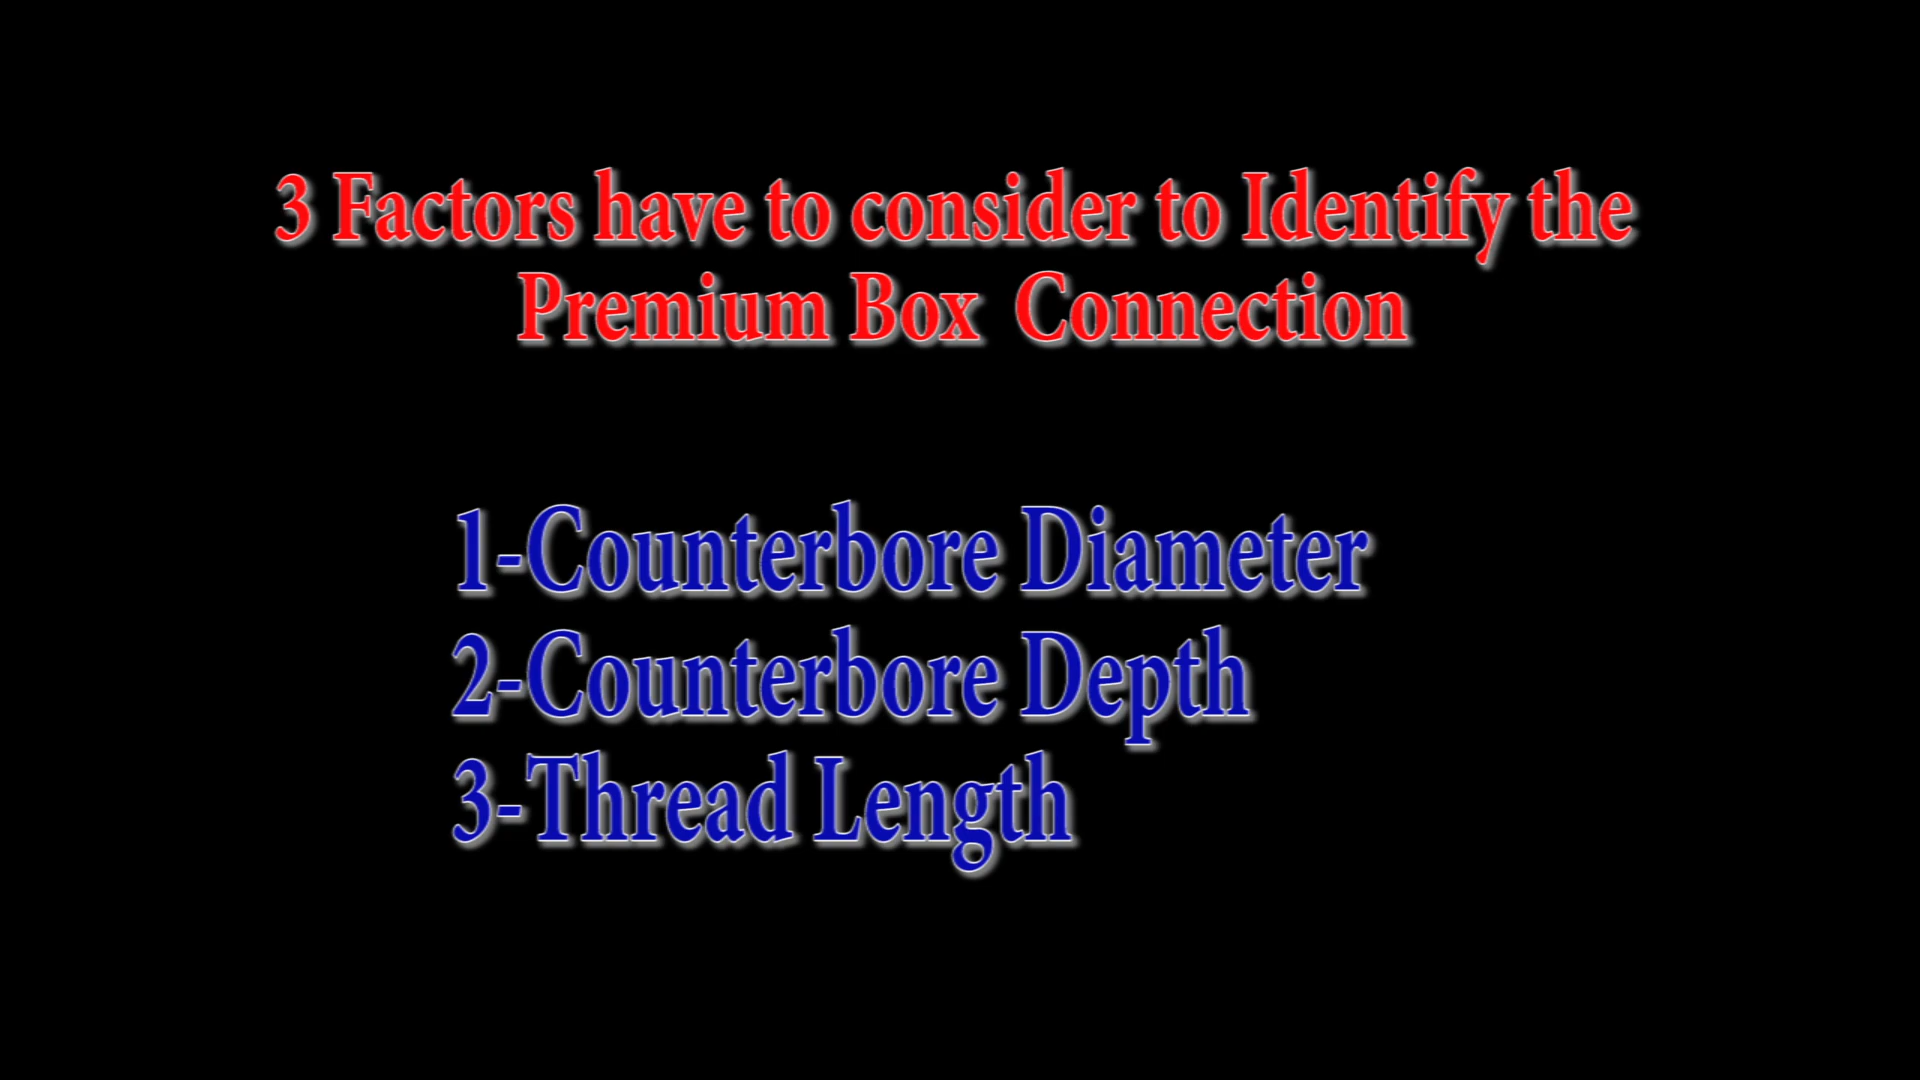 3 Factors have to consider to Identify the
Premium Box  Connection
1-Counterbore Diameter
2-Counterbore Depth
3-Thread Length